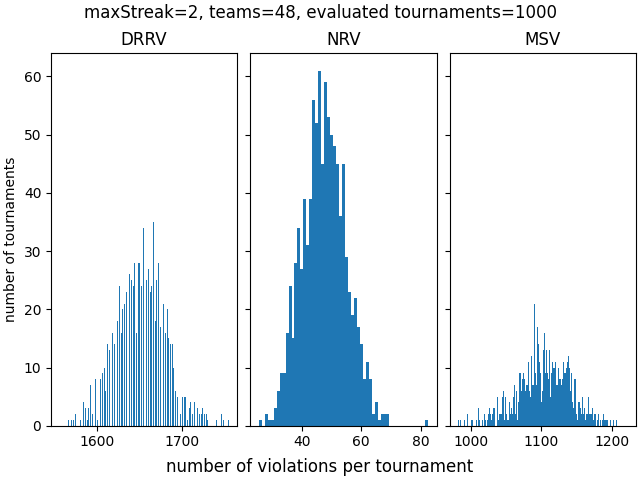 maxStreak=2, teams=48, evaluated tournaments=1000
DRRV NRV MSV
number of tournaments
60
50
40
30
20
10
0
1600 1700 40 60 80 1000 1100 1200
number of violations per tournament